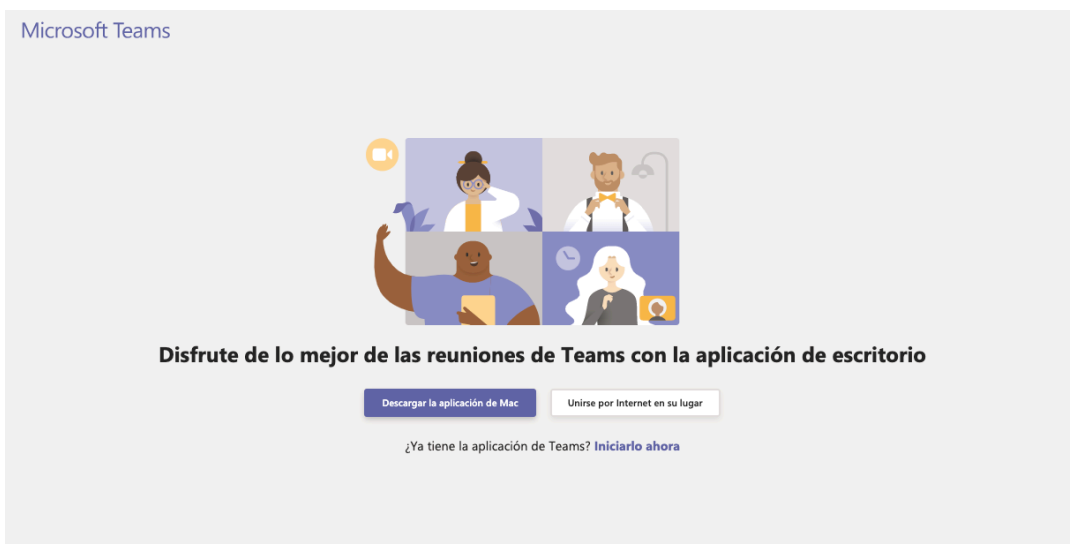 Microsoft Teams
Disfrute de lo mejor de las reuniones de Teams con la aplicación de escritorio
Descargar la aplicación de Mac
Unirse por Internet en su lugar
¿Ya tiene la aplicación de Teams? Iniciarlo ahora